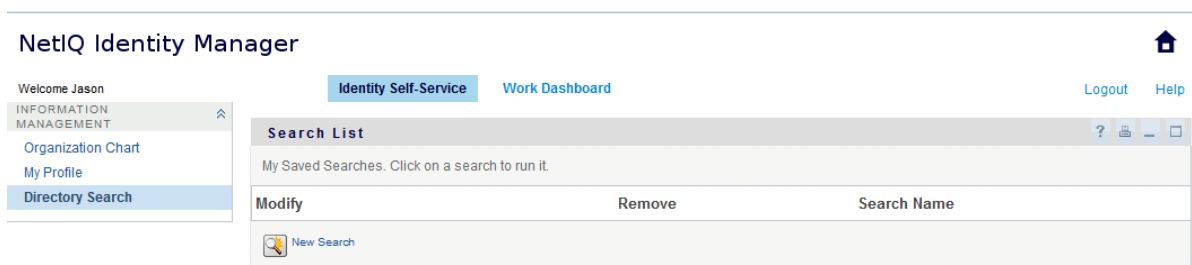 NetIQ Identity Manager
Welcome Jason
Identity Self-Service
Work Dashboard
Logout
Help
INFORMATION
MANAGEMENT
Organization Chart
My Profile
Directory Search
Search List
?
My Saved Searches. Click on a search to run it.
Modify
Remove
Search Name
New Search